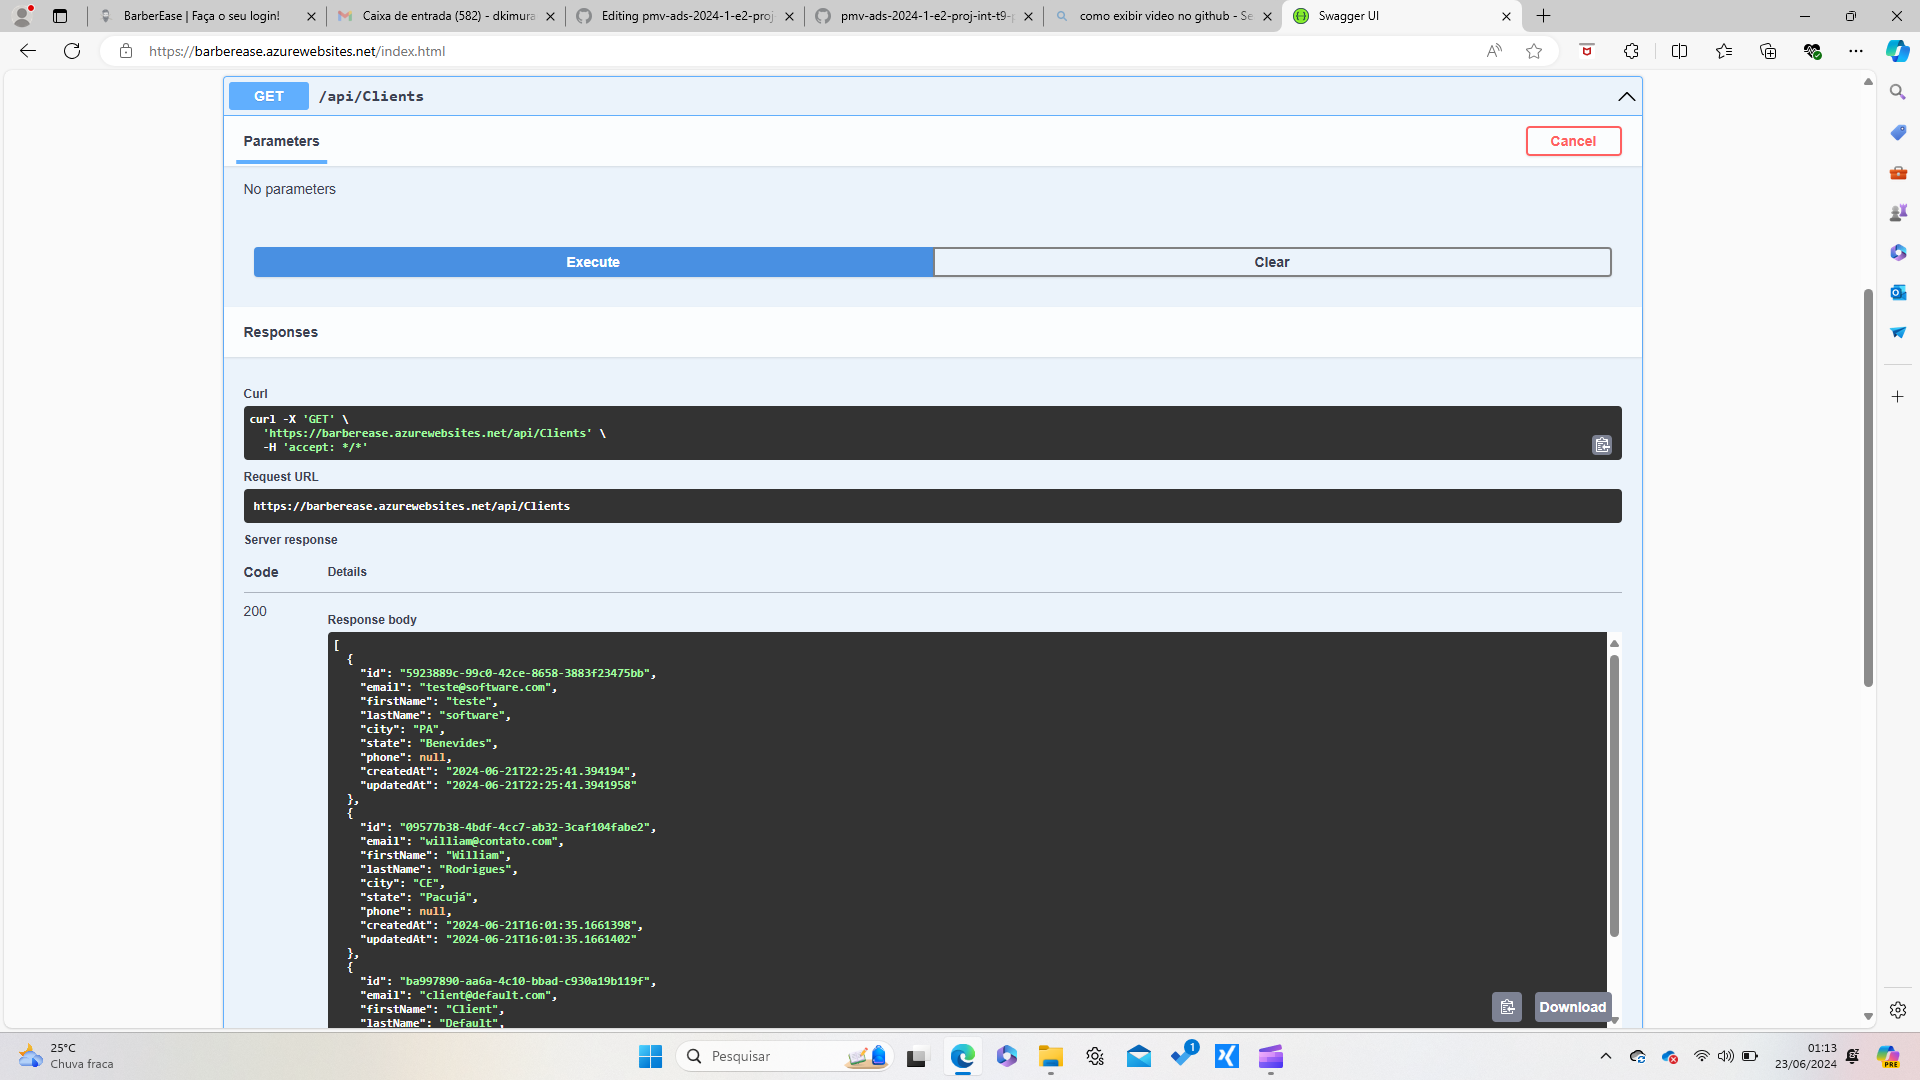 BarberEase | Faça o seu login!
Caixa de entrada (582) - dkimura
Editing pmv-ads-2024-1-e2-proj
pmv-ads-2024-1-e2-proj-int-t9-p
como exibir video no github - Se
Swagger UI
https://barberease.azurewebsites.net/index.html
GET /api/Clients
Parameters
Cancel
No parameters
Execute
Clear
Responses
Curl
curl -X 'GET' \
'https://barberease.azurewebsites.net/api/Clients' \
-H 'accept: */*'
Request URL
https://barberease.azurewebsites.net/api/Clients
Server response
Code Details
200
Response body
[
{
"id": "5923889c-99c0-42ce-8658-3883f23475bb",
"email": "teste@software.com",
"firstName": "teste",
"lastName": "software",
"city": "PA",
"state": "Benevides",
"phone": null,
"createdAt": "2024-06-21T22:25:41.394194",
"updatedAt": "2024-06-21T22:25:41.3941958"
},
{
"id": "09577b38-4bdf-4cc7-ab32-3caf104fabe2",
"email": "william@contato.com",
"firstName": "William",
"lastName": "Rodrigues",
"city": "CE",
"state": "Pacujá",
"phone": null,
"createdAt": "2024-06-21T16:01:35.1661398",
"updatedAt": "2024-06-21T16:01:35.1661402"
},
{
"id": "ba997890-aa6a-4c10-bbad-c930a19b119f",
"email": "client@default.com",
"firstName": "Client",
"lastName": "Default",
Download
25°C
Chuva fraca
Pesquisar
1
01:13
23/06/2024
PRE